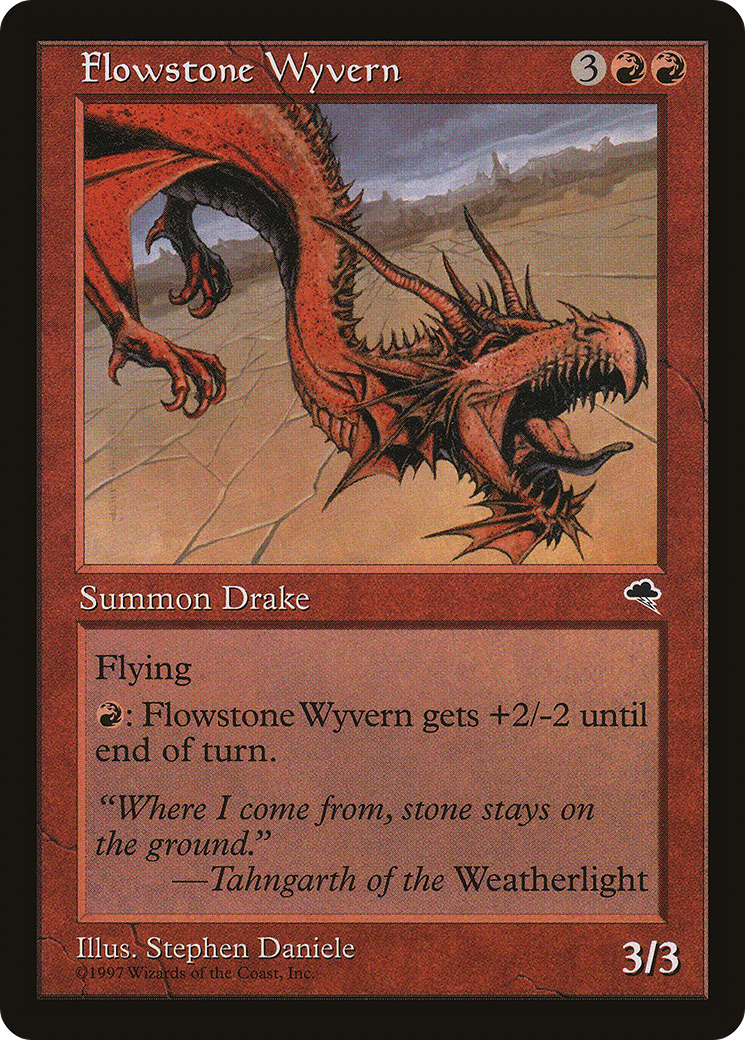 Flowstone Wyvern 3
Summon Drake
Flying
: Flowstone Wyvern gets +2/-2 until
end of turn.
“Where I come from, stone stays on
the ground.”
—Tahngarth of the Weatherlight
Illus. Stephen Daniele
©1997 Wizards of the Coast, Inc.
3/3